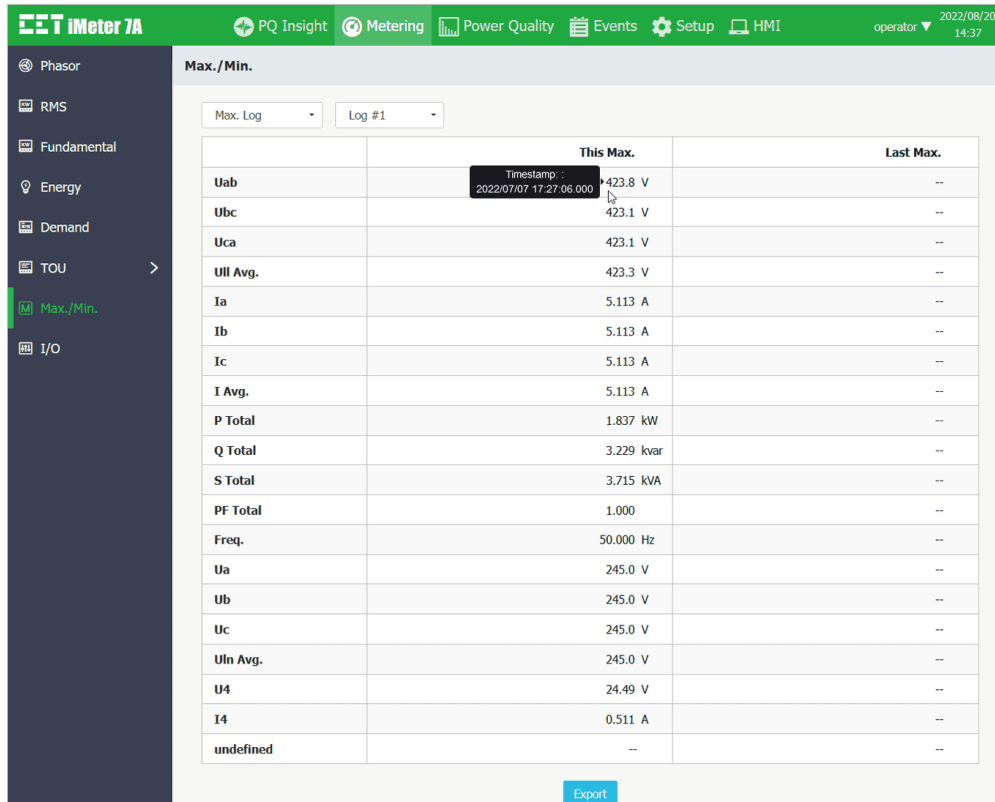 CET iMeter 7A PQ Insight Metering Power Quality Events Setup HMI operator ▼ 2022/08/20
14:37
Phasor
RMS
Fundamental
Energy
Demand
TOU
Max./Min.
I/O
Max./Min.
Max. Log Log #1
This Max. Last Max.
Timestamp: :
2022/07/07 17:27:06.000
Uab 423.8 V --
Ubc 423.1 V --
Uca 423.1 V --
Ull Avg. 423.3 V --
Ia 5.113 A --
Ib 5.113 A --
Ic 5.113 A --
I Avg. 5.113 A --
P Total 1.837 kW --
Q Total 3.229 kvar --
S Total 3.715 kVA --
PF Total 1.000 --
Freq. 50.000 Hz --
Ua 245.0 V --
Ub 245.0 V --
Uc 245.0 V --
Uln Avg. 245.0 V --
U4 24.49 V --
I4 0.511 A --
undefined -- --
Export